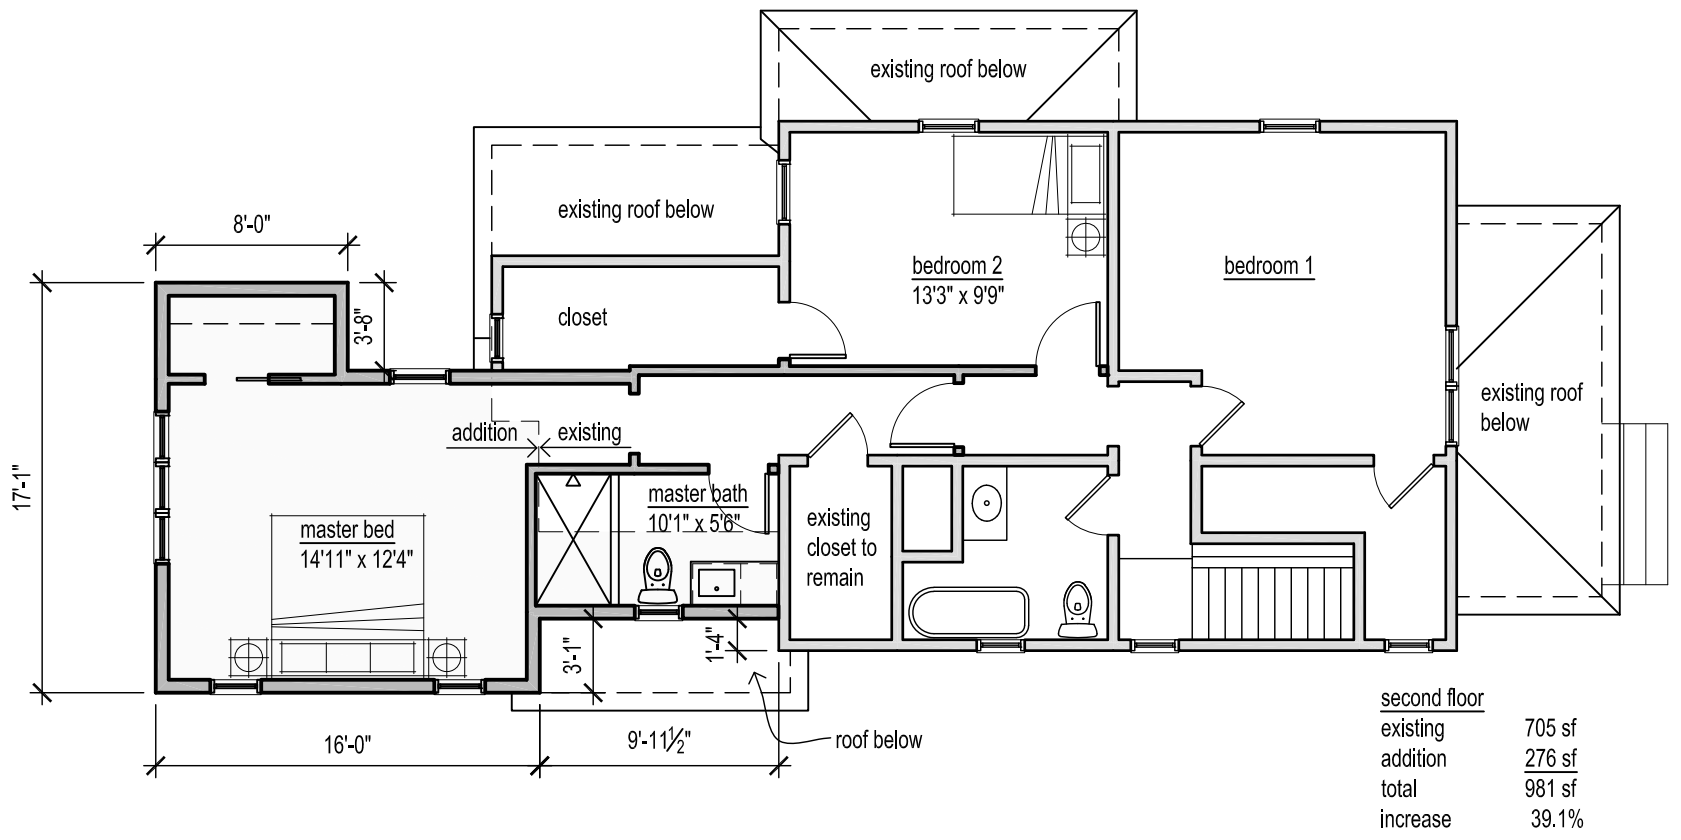 existing roof below
existing roof below
8'-0"
bedroom 2
13'3" x 9'9"
bedroom 1
closet
3'-8"
existing roof
below
addition
existing
17'-1"
master bath
10'1" x 5'6"
master bed
14'11" x 12'4"
existing
closet to
remain
3'-1"
1'-4"
16'-0"
9'-11½"
roof below
second floor
existing 705 sf
addition 276 sf
total 981 sf
increase 39.1%